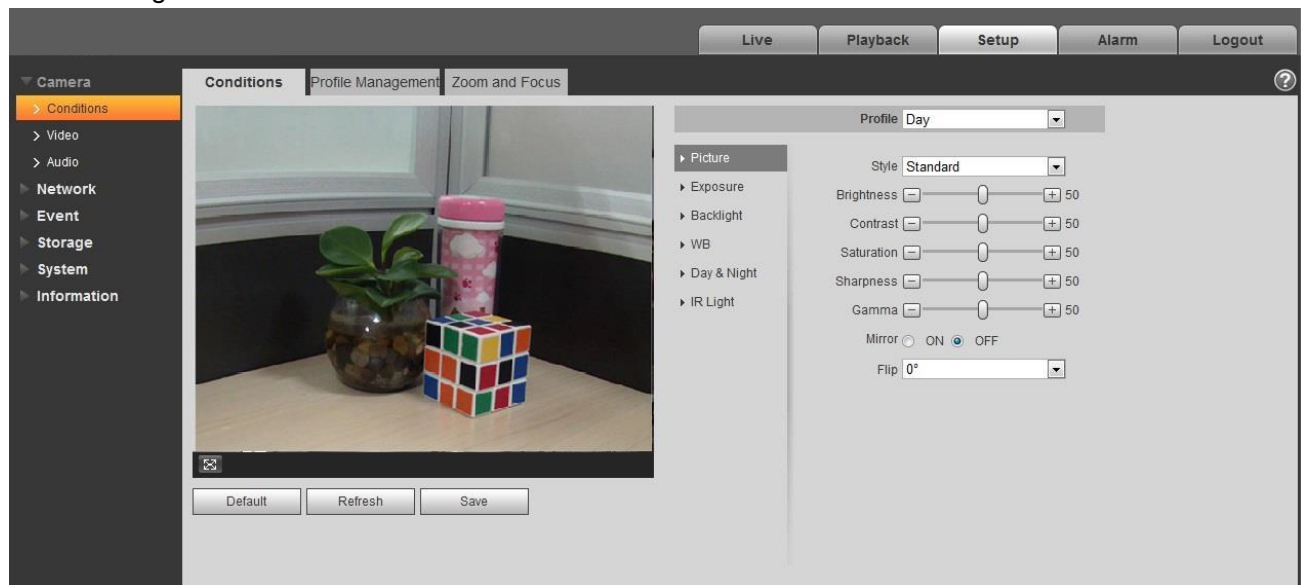 Live Playback Setup Alarm Logout
Camera
Conditions
Video
Audio
Network
Event
Storage
System
Information
Conditions Profile Management Zoom and Focus
?
Default Refresh Save
Profile Day
Picture
Exposure
Backlight
WB
Day & Night
IR Light
Style Standard
Brightness - + 50
Contrast - + 50
Saturation - + 50
Sharpness - + 50
Gamma - + 50
Mirror ON OFF
Flip 0°